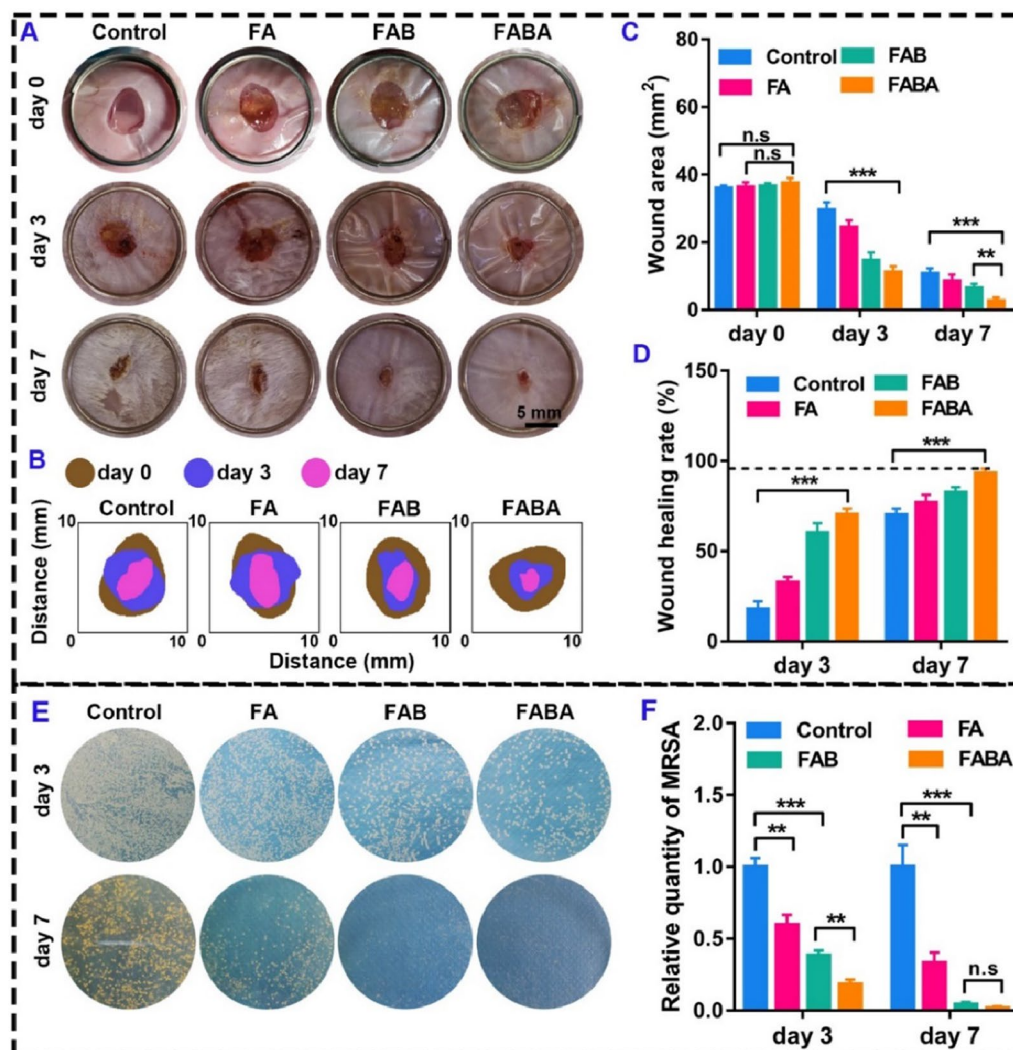 A
Control FA FAB FABA
day 0
day 3
day 7
5 mm
B
day 0 day 3 day 7
Control FA FAB FABA
Distance (mm)
10 10 10 10
0 10 0 10 0 10 0 10
Distance (mm)
C
Wound area (mm²)
80
60
40
20
0
Control FAB
FA FABA
n.s
n.s
***
***
**
day 0 day 3 day 7
D
Wound healing rate (%)
150
100
50
0
Control FAB
FA FABA
***
***
day 3 day 7
E
Control FA FAB FABA
day 3
day 7
F
Relative quantity of MRSA
2.0
1.5
1.0
0.5
0.0
Control FA
FAB FABA
***
**
**
***
**
n.s
day 3 day 7